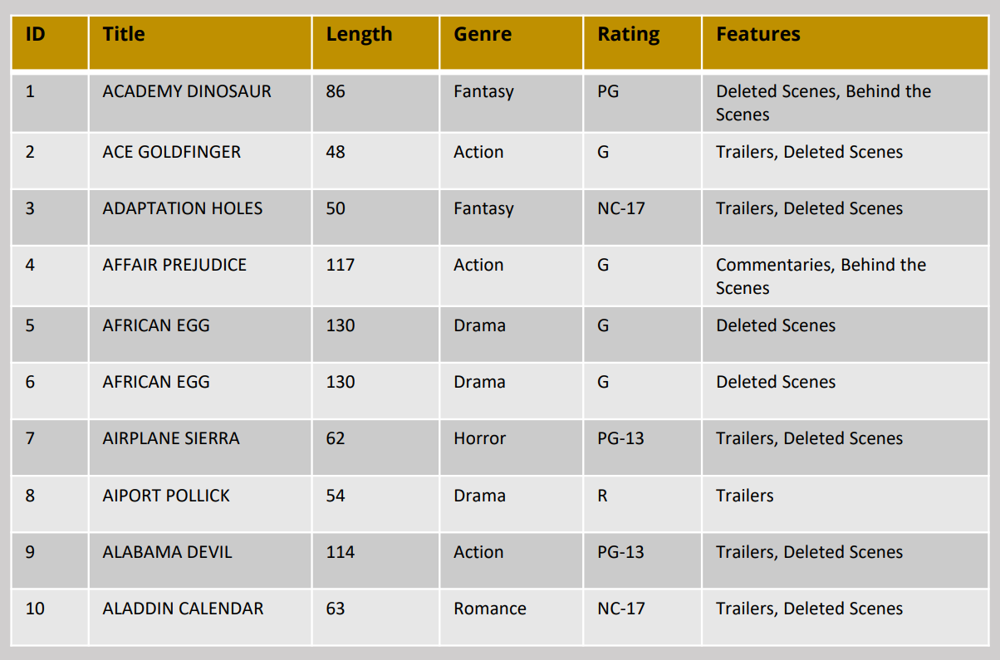 ID Title Length Genre Rating Features
1 ACADEMY DINOSAUR 86 Fantasy PG Deleted Scenes, Behind the
Scenes
2 ACE GOLDFINGER 48 Action G Trailers, Deleted Scenes
3 ADAPTATION HOLES 50 Fantasy NC-17 Trailers, Deleted Scenes
4 AFFAIR PREJUDICE 117 Action G Commentaries, Behind the
Scenes
5 AFRICAN EGG 130 Drama G Deleted Scenes
6 AFRICAN EGG 130 Drama G Deleted Scenes
7 AIRPLANE SIERRA 62 Horror PG-13 Trailers, Deleted Scenes
8 AIPORT POLLICK 54 Drama R Trailers
9 ALABAMA DEVIL 114 Action PG-13 Trailers, Deleted Scenes
10 ALADDIN CALENDAR 63 Romance NC-17 Trailers, Deleted Scenes